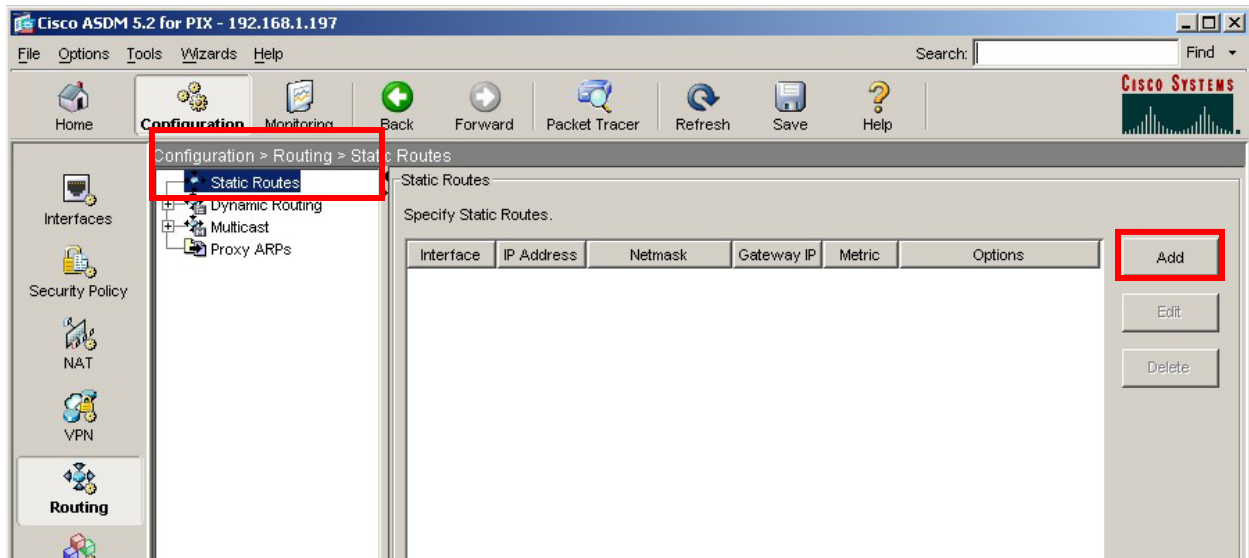 Cisco ASDM 5.2 for PIX - 192.168.1.197
File Options Tools Wizards Help Search: Find
Home Configuration Monitoring Back Forward Packet Tracer Refresh Save Help
CISCO SYSTEMS
Configuration > Routing > Static Routes
Interfaces
Security Policy
NAT
VPN
Routing
Static Routes
Dynamic Routing
Multicast
Proxy ARPs
Static Routes
Specify Static Routes.
Interface IP Address Netmask Gateway IP Metric Options
Add
Edit
Delete